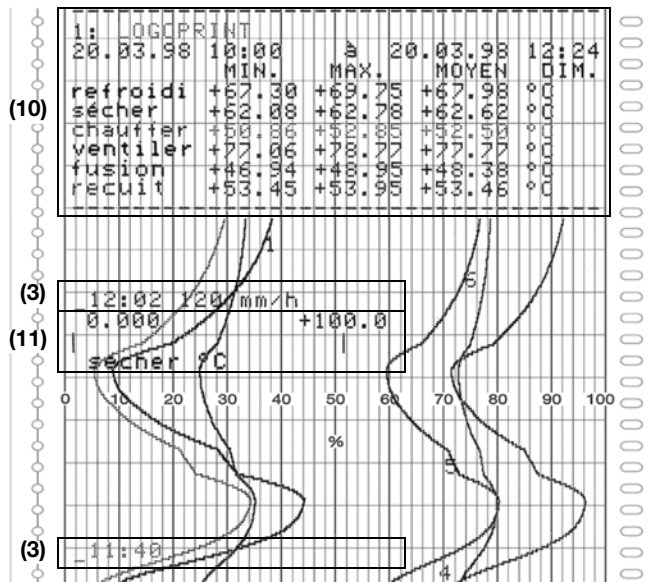 1: LOGOPRINT
20.03.98 10:00 à 20.03.98 12:24
MIN. MAX. MOYEN DIM.
(10)
refroidi +67.30 +69.75 +67.98 °C
sécher +62.08 +62.78 +62.62 °C
chauffer +50.86 +52.85 +52.50 °C
ventiler +77.06 +78.77 +77.77 °C
fusion +46.94 +48.95 +48.38 °C
recuit +53.45 +53.95 +53.46 °C
1
6
(3)
_12:02 120 mm/h
(11)
0.000 +100.0
sécher °C
0 10 20 30 40 50 60 70 80 90 100
%
5
(3)
_11:40
4